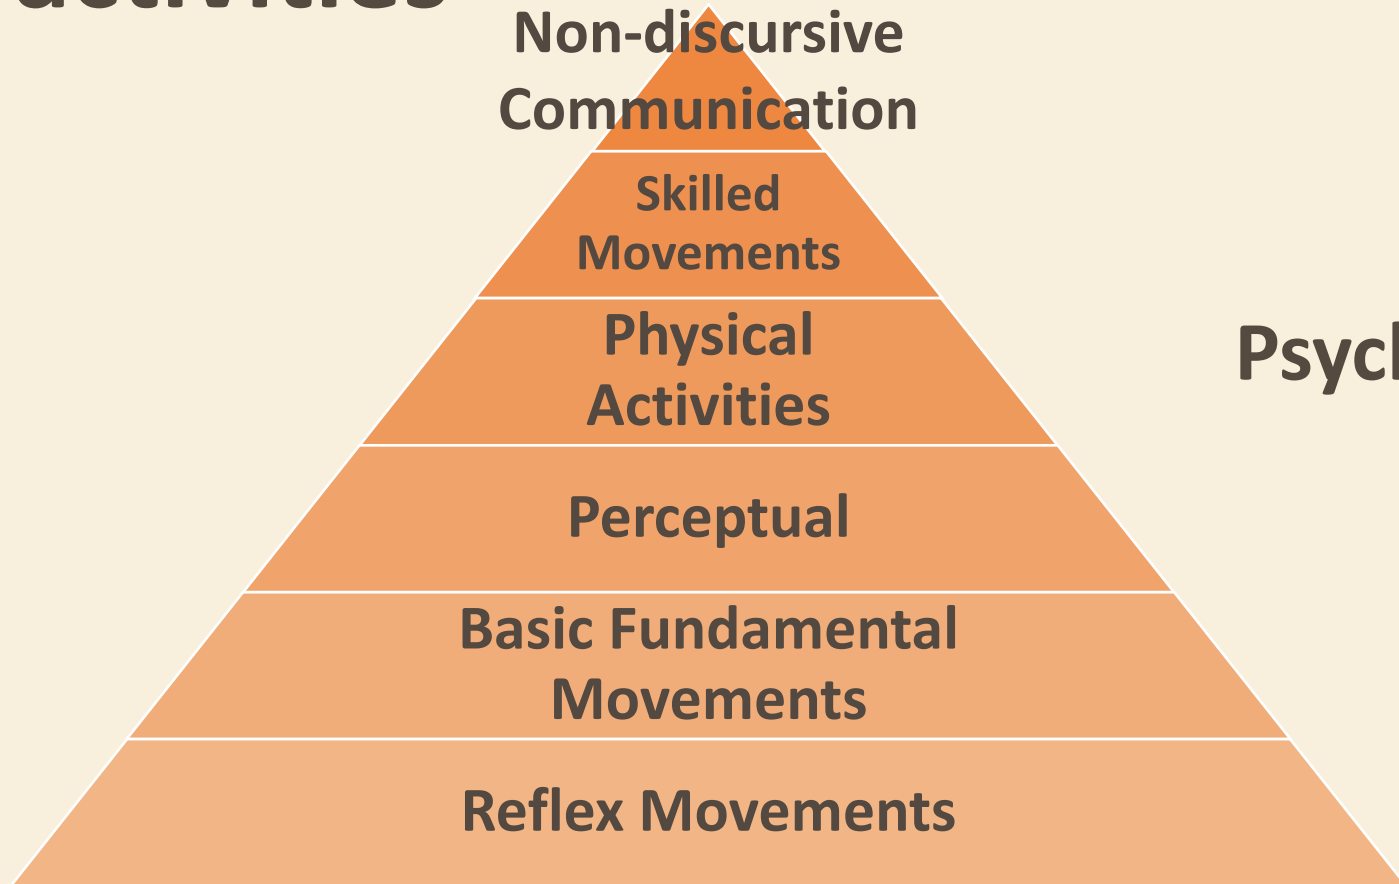 Non-discursive
Communication
Skilled
Movements
Physical
Activities
Perceptual
Basic Fundamental
Movements
Reflex Movements